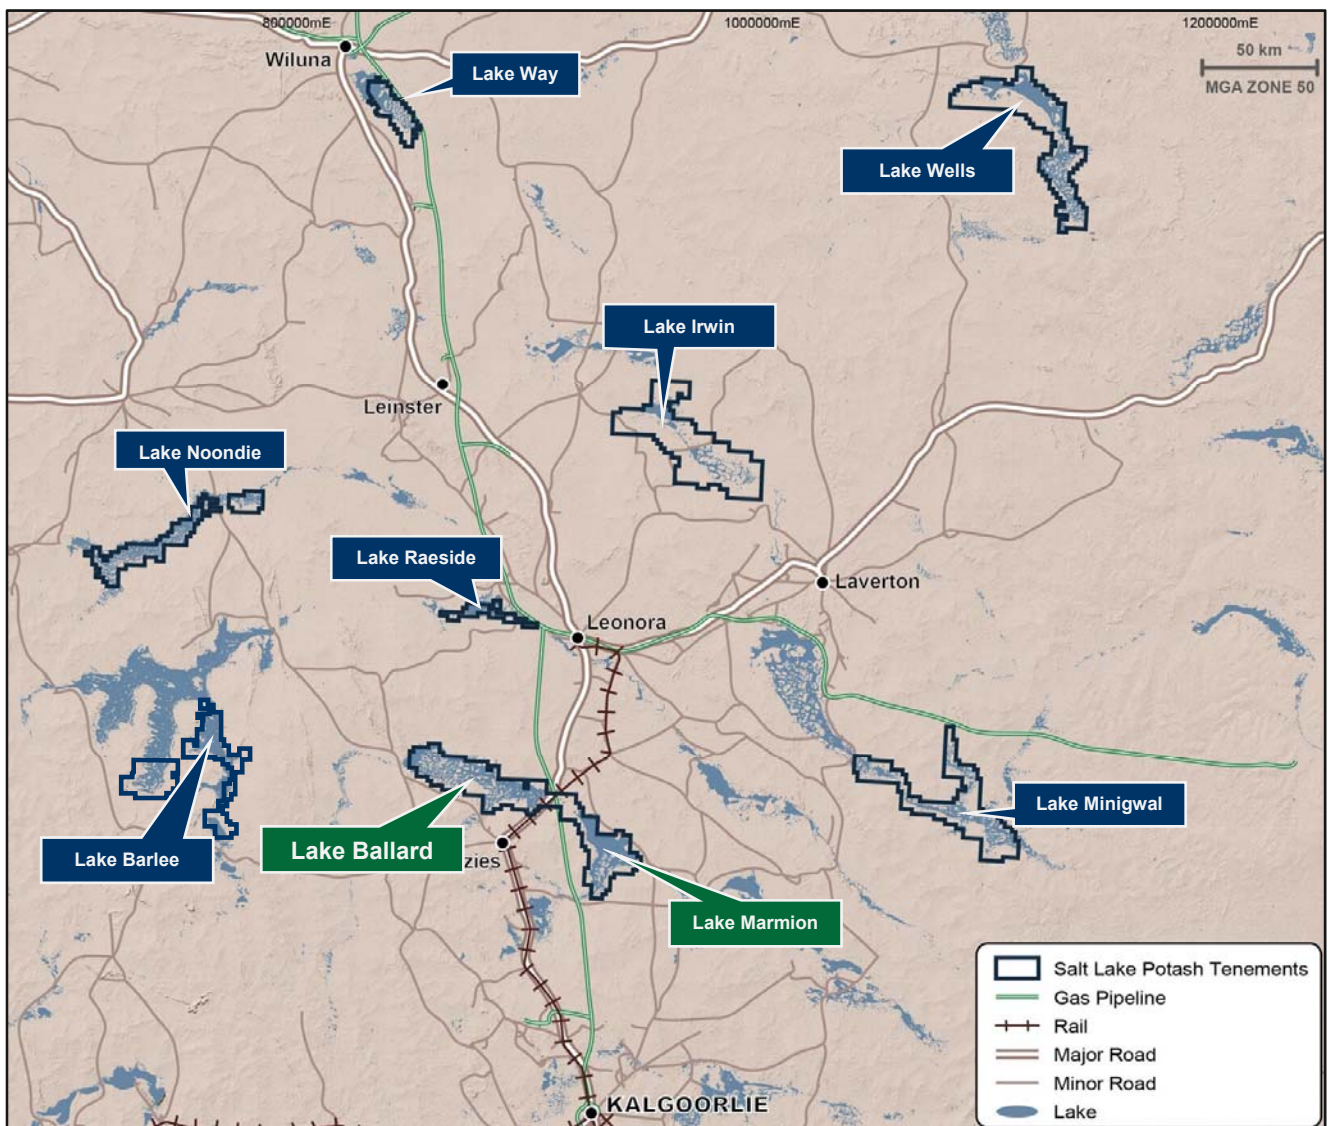 800000mE
1000000mE
1200000mE
Wiluna
50 km
MGA ZONE 50
Lake Way
Lake Wells
Lake Irwin
Leinster
Lake Noondie
Lake Raeside
Laverton
Leonora
Lake Minigwal
Lake Ballard
Lake Barlee
zies
Lake Marmion
Salt Lake Potash Tenements
Gas Pipeline
Rail
Major Road
Minor Road
Lake
KALGOORLIE